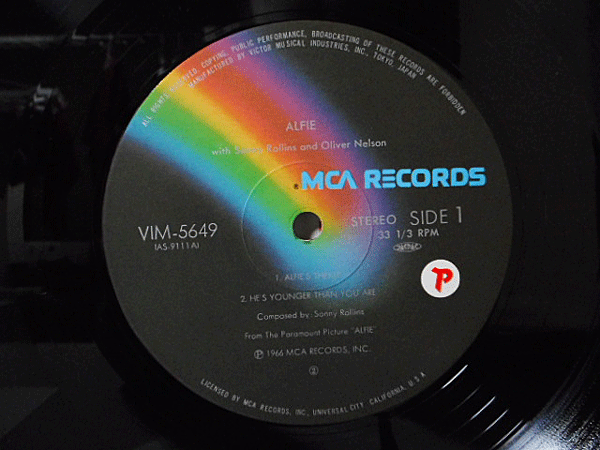 ALL RIGHTS RESERVED. COPYING, PUBLIC PERFORMANCE, BROADCASTING OF THESE RECORDS ARE FORBIDDEN
MANUFACTURED BY VICTOR MUSICAL INDUSTRIES, INC., TOKYO, JAPAN
ALFIE
with Sonny Rollins and Oliver Nelson
® MCA RECORDS
VIM-5649
(AS-9111A)
STEREO SIDE 1
33 1/3 RPM
1. ALFIE'S THEME
2. HE'S YOUNGER THAN YOU ARE
Composed by: Sonny Rollins
From The Paramount Picture "ALFIE"
℗ 1966 MCA RECORDS, INC.
②
P
LICENSED BY MCA RECORDS, INC., UNIVERSAL CITY, CALIFORNIA, U.S.A